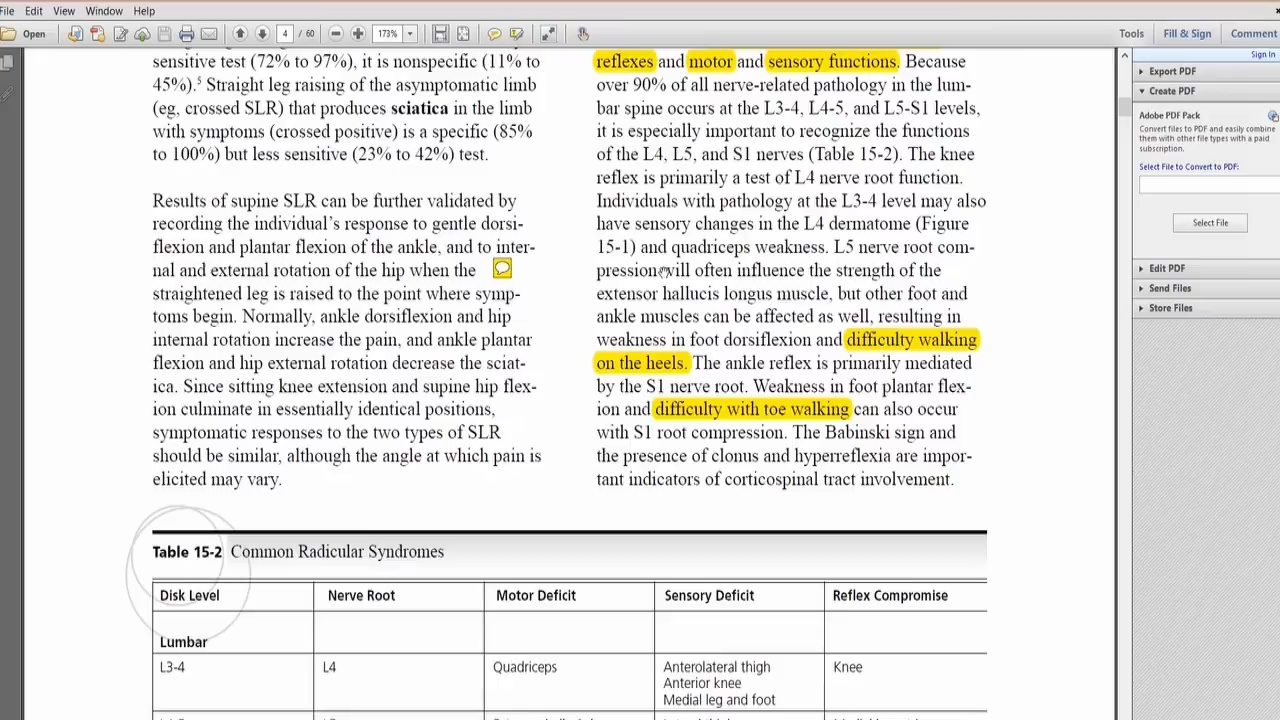 File Edit View Window Help
Open 4 / 60 173% Tools Fill & Sign Comment
Sign In
Export PDF
Create PDF
Adobe PDF Pack
Convert files to PDF and easily combine
them with other file types with a paid
subscription.
Select File to Convert to PDF:
Select File
Edit PDF
Send Files
Store Files
sensitive test (72% to 97%), it is nonspecific (11% to
45%).⁵ Straight leg raising of the asymptomatic limb
(eg, crossed SLR) that produces sciatica in the limb
with symptoms (crossed positive) is a specific (85%
to 100%) but less sensitive (23% to 42%) test.
Results of supine SLR can be further validated by
recording the individual's response to gentle dorsi-
flexion and plantar flexion of the ankle, and to inter-
nal and external rotation of the hip when the
straightened leg is raised to the point where symp-
toms begin. Normally, ankle dorsiflexion and hip
internal rotation increase the pain, and ankle plantar
flexion and hip external rotation decrease the sciat-
ica. Since sitting knee extension and supine hip flex-
ion culminate in essentially identical positions,
symptomatic responses to the two types of SLR
should be similar, although the angle at which pain is
elicited may vary.
reflexes and motor and sensory functions. Because
over 90% of all nerve-related pathology in the lum-
bar spine occurs at the L3-4, L4-5, and L5-S1 levels,
it is especially important to recognize the functions
of the L4, L5, and S1 nerves (Table 15-2). The knee
reflex is primarily a test of L4 nerve root function.
Individuals with pathology at the L3-4 level may also
have sensory changes in the L4 dermatome (Figure
15-1) and quadriceps weakness. L5 nerve root com-
pression will often influence the strength of the
extensor hallucis longus muscle, but other foot and
ankle muscles can be affected as well, resulting in
weakness in foot dorsiflexion and difficulty walking
on the heels. The ankle reflex is primarily mediated
by the S1 nerve root. Weakness in foot plantar flex-
ion and difficulty with toe walking can also occur
with S1 root compression. The Babinski sign and
the presence of clonus and hyperreflexia are impor-
tant indicators of corticospinal tract involvement.
Table 15-2 Common Radicular Syndromes
Disk Level Nerve Root Motor Deficit Sensory Deficit Reflex Compromise
Lumbar
L3-4 L4 Quadriceps Anterolateral thigh Knee
Anterior knee
Medial leg and foot